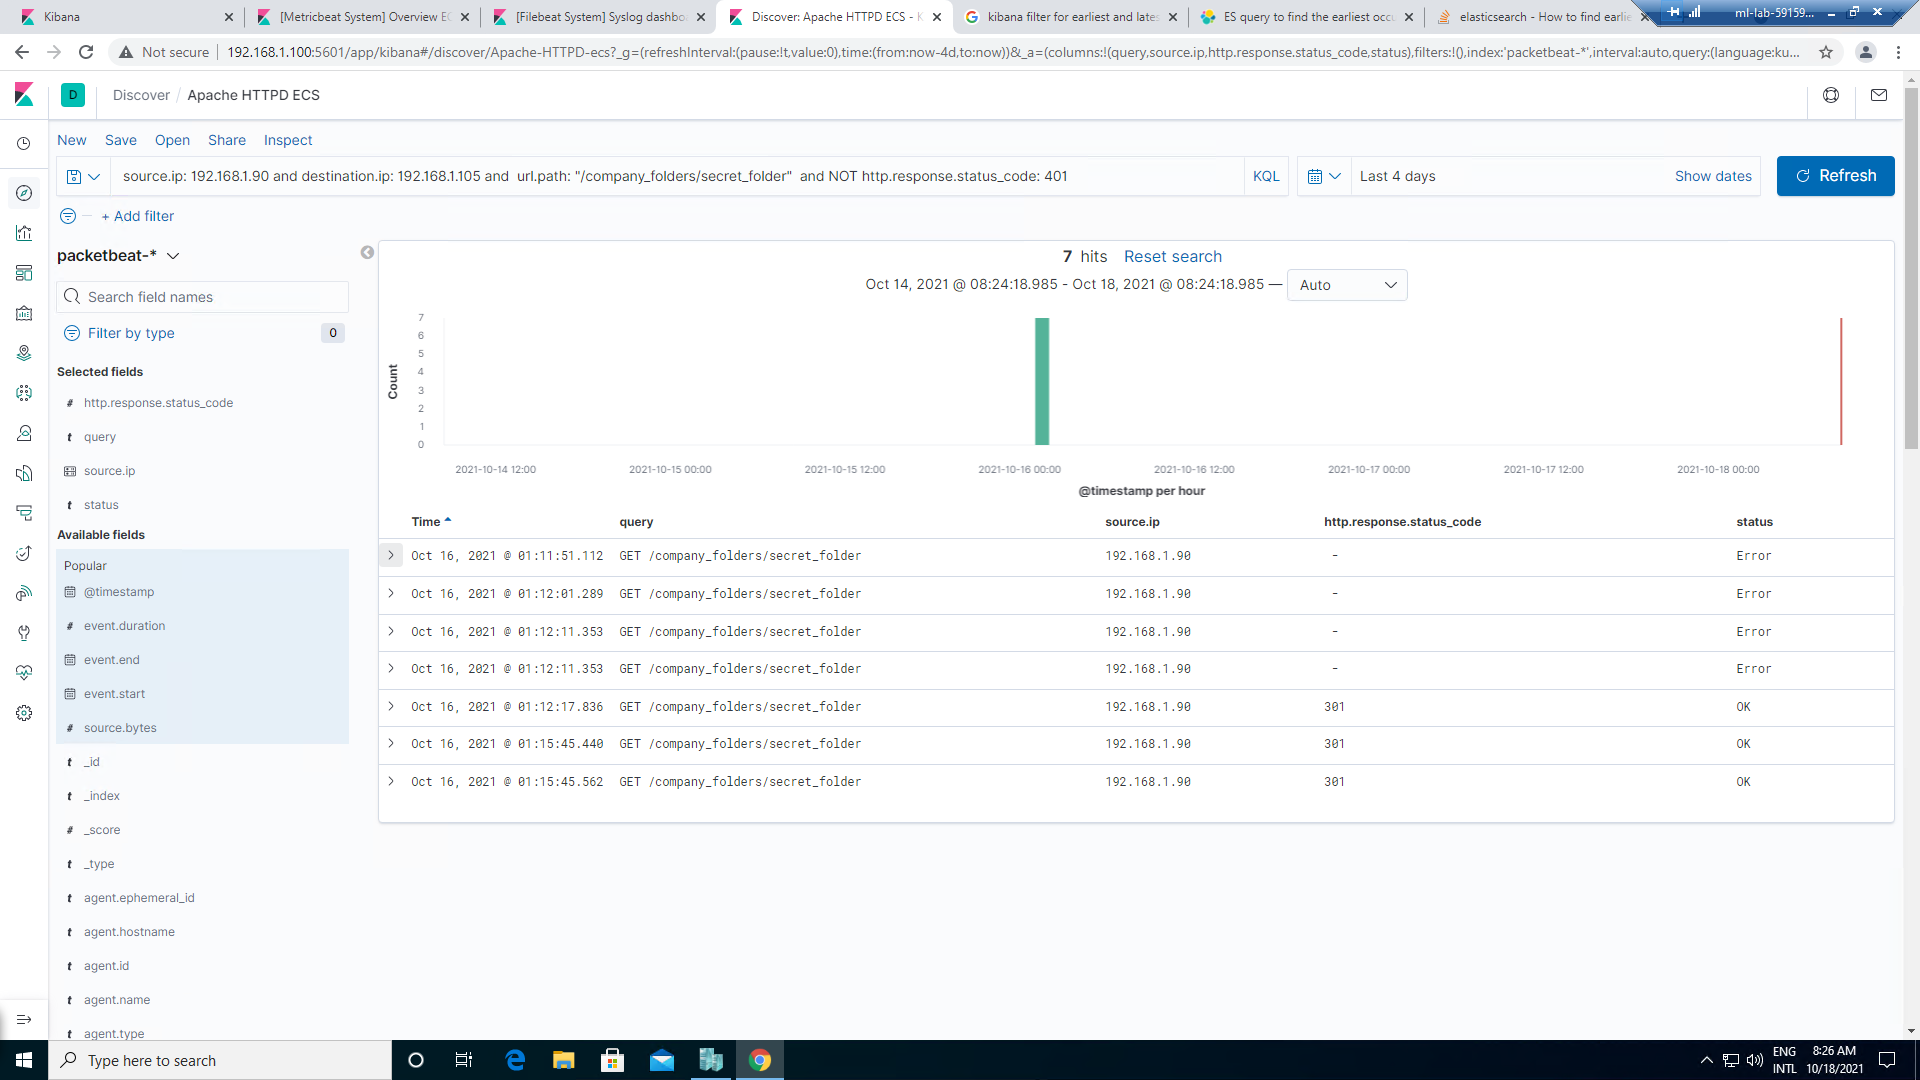 Kibana
[Metricbeat System] Overview EC
[Filebeat System] Syslog dashbo
Discover: Apache HTTPD ECS - K
kibana filter for earliest and late
ES query to find the earliest occu
elasticsearch - How to find earlie
ml-lab-59159...
Not secure
192.168.1.100:5601/app/kibana#/discover/Apache-HTTPD-ecs?_g=(refreshInterval:(pause:!t,value:0),time:(from:now-4d,to:now))&_a=(columns:!(query,source.ip,http.response.status_code,status),filters:!(),index:'packetbeat-*',interval:auto,query:(language:ku...
D
Discover / Apache HTTPD ECS
New Save Open Share Inspect
source.ip: 192.168.1.90 and destination.ip: 192.168.1.105 and  url.path: "/company_folders/secret_folder"  and NOT http.response.status_code: 401
KQL
Last 4 days
Show dates
Refresh
+ Add filter
packetbeat-*
Search field names
Filter by type
0
Selected fields
# http.response.status_code
t query
source.ip
t status
Available fields
Popular
@timestamp
# event.duration
event.end
event.start
# source.bytes
t _id
t _index
# _score
t _type
t agent.ephemeral_id
t agent.hostname
t agent.id
t agent.name
t agent.type
7 hits Reset search
Oct 14, 2021 @ 08:24:18.985 - Oct 18, 2021 @ 08:24:18.985 —
Auto
Count
7
6
5
4
3
2
1
0
2021-10-14 12:00
2021-10-15 00:00
2021-10-15 12:00
2021-10-16 00:00
2021-10-16 12:00
2021-10-17 00:00
2021-10-17 12:00
2021-10-18 00:00
@timestamp per hour
Time query source.ip http.response.status_code status
Oct 16, 2021 @ 01:11:51.112 GET /company_folders/secret_folder 192.168.1.90 - Error
Oct 16, 2021 @ 01:12:01.289 GET /company_folders/secret_folder 192.168.1.90 - Error
Oct 16, 2021 @ 01:12:11.353 GET /company_folders/secret_folder 192.168.1.90 - Error
Oct 16, 2021 @ 01:12:11.353 GET /company_folders/secret_folder 192.168.1.90 - Error
Oct 16, 2021 @ 01:12:17.836 GET /company_folders/secret_folder 192.168.1.90 301 OK
Oct 16, 2021 @ 01:15:45.440 GET /company_folders/secret_folder 192.168.1.90 301 OK
Oct 16, 2021 @ 01:15:45.562 GET /company_folders/secret_folder 192.168.1.90 301 OK
Type here to search
ENG
INTL
8:26 AM
10/18/2021